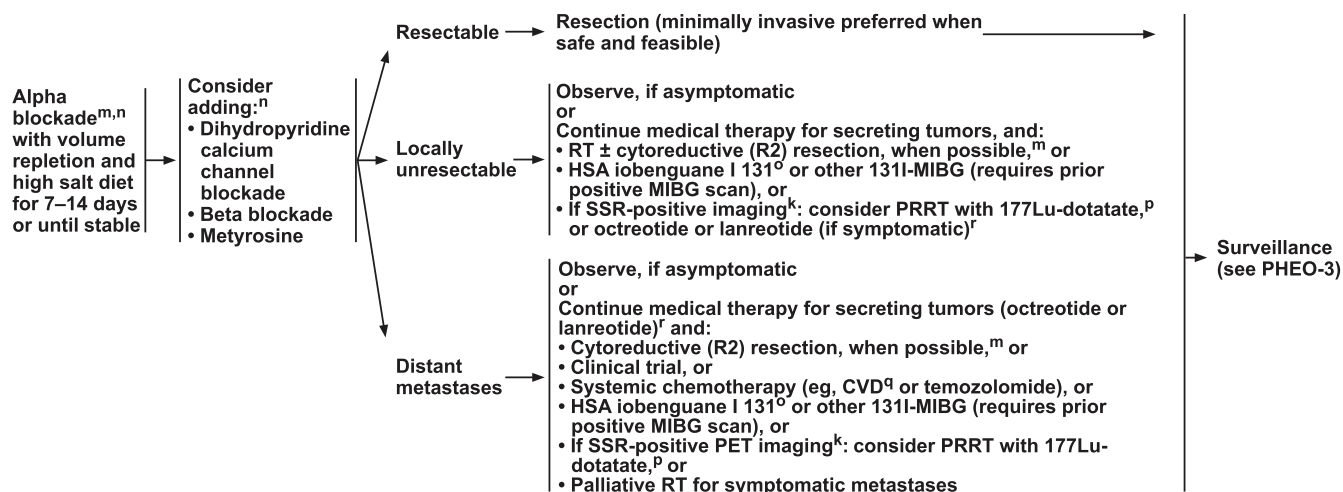 Alpha
blockadem,n
with volume
repletion and
high salt diet
for 7–14 days
or until stable
Consider
adding:n
• Dihydropyridine
calcium
channel
blockade
• Beta blockade
• Metyrosine
Resectable
Resection (minimally invasive preferred when
safe and feasible)
Locally
unresectable
Observe, if asymptomatic
or
Continue medical therapy for secreting tumors, and:
• RT ± cytoreductive (R2) resection, when possible,m or
• HSA iobenguane I 131o or other 131I-MIBG (requires prior
positive MIBG scan), or
• If SSR-positive imagingk: consider PRRT with 177Lu-dotatate,p
or octreotide or lanreotide (if symptomatic)r
Distant
metastases
Observe, if asymptomatic
or
Continue medical therapy for secreting tumors (octreotide or
lanreotide)r and:
• Cytoreductive (R2) resection, when possible,m or
• Clinical trial, or
• Systemic chemotherapy (eg, CVDq or temozolomide), or
• HSA iobenguane I 131o or other 131I-MIBG (requires prior
positive MIBG scan), or
• If SSR-positive PET imagingk: consider PRRT with 177Lu-
dotatate,p or
• Palliative RT for symptomatic metastases
Surveillance
(see PHEO-3)